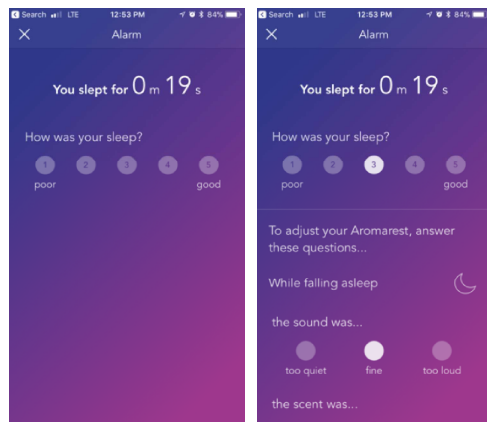 Search LTE 12:53 PM 84%
Alarm
You slept for 0 m 19 s
How was your sleep?
1 2 3 4 5
poor good
Search LTE 12:53 PM 84%
Alarm
You slept for 0 m 19 s
How was your sleep?
1 2 3 4 5
poor good
To adjust your Aromarest, answer
these questions...
While falling asleep
the sound was...
too quiet fine too loud
the scent was...